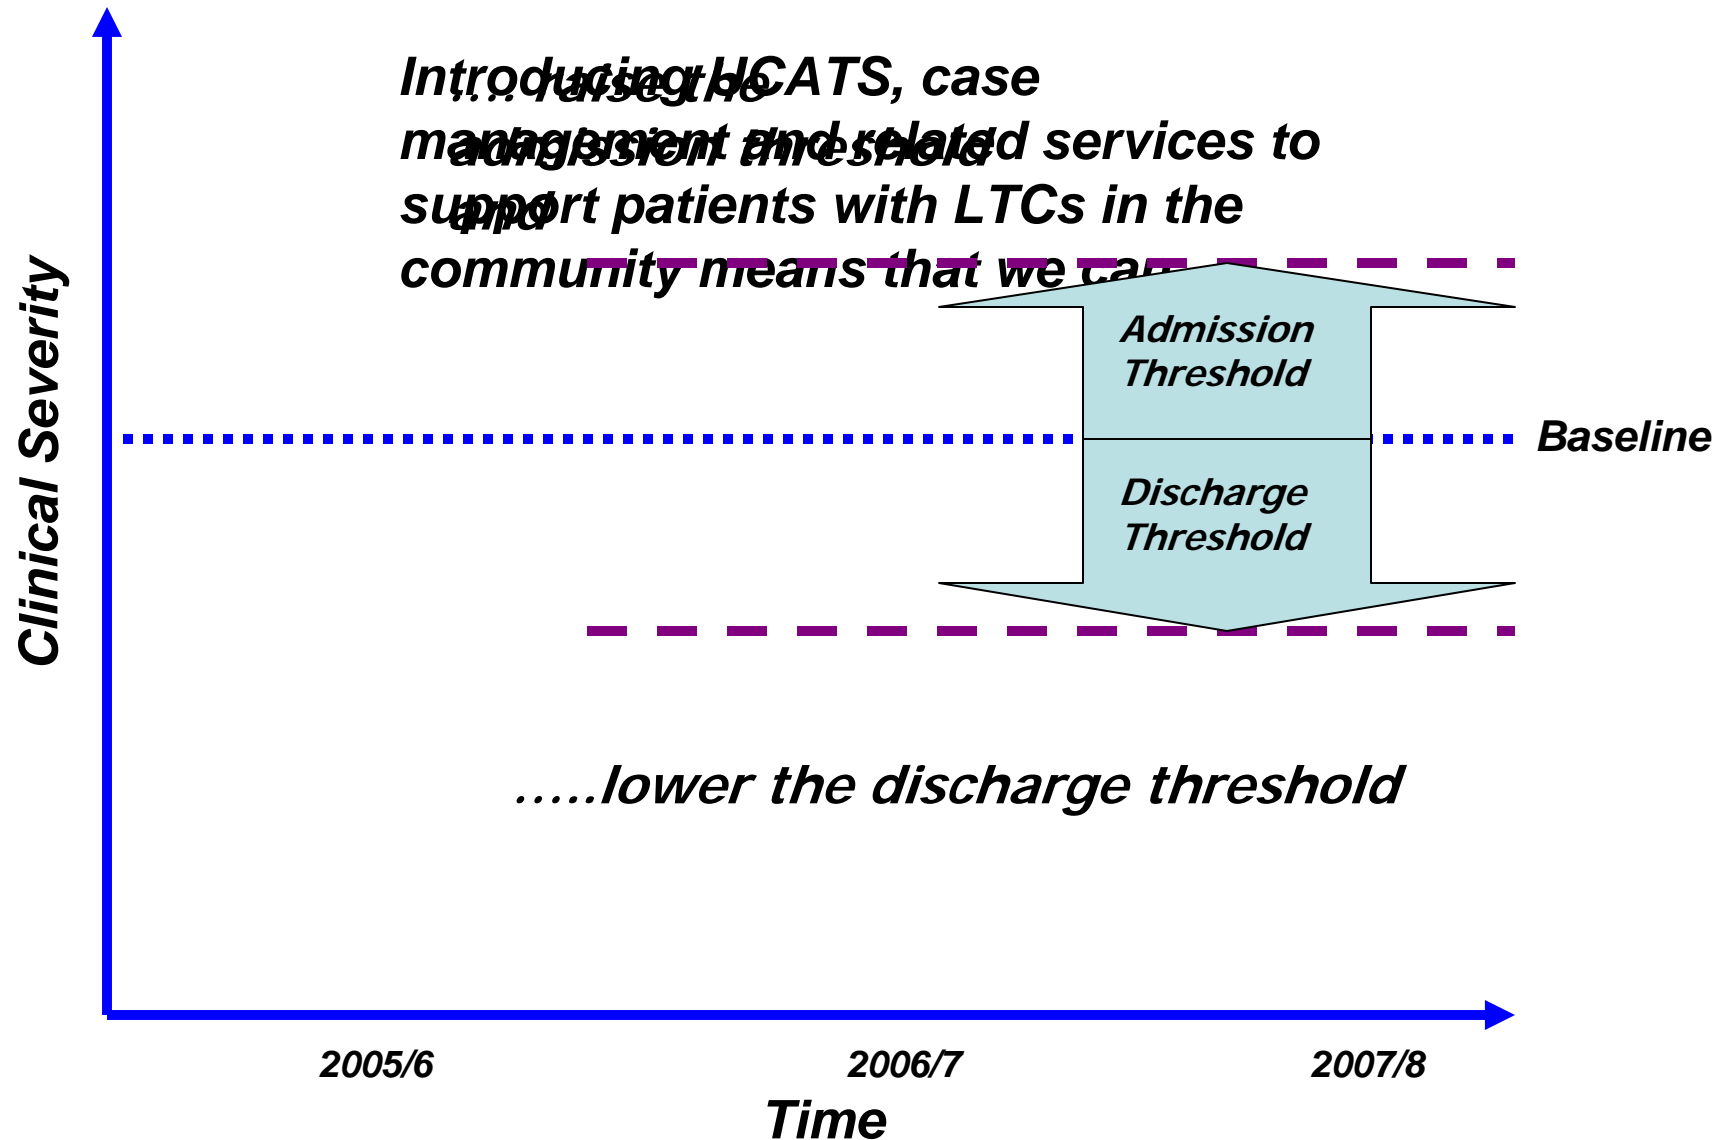 Introducing UCATS, case
management and related services to
support patients with LTCs in the
community means that we can
.... raise the
admission threshold
and
Admission
Threshold
Baseline
Discharge
Threshold
.....lower the discharge threshold
Clinical Severity
2005/6
2006/7
2007/8
Time